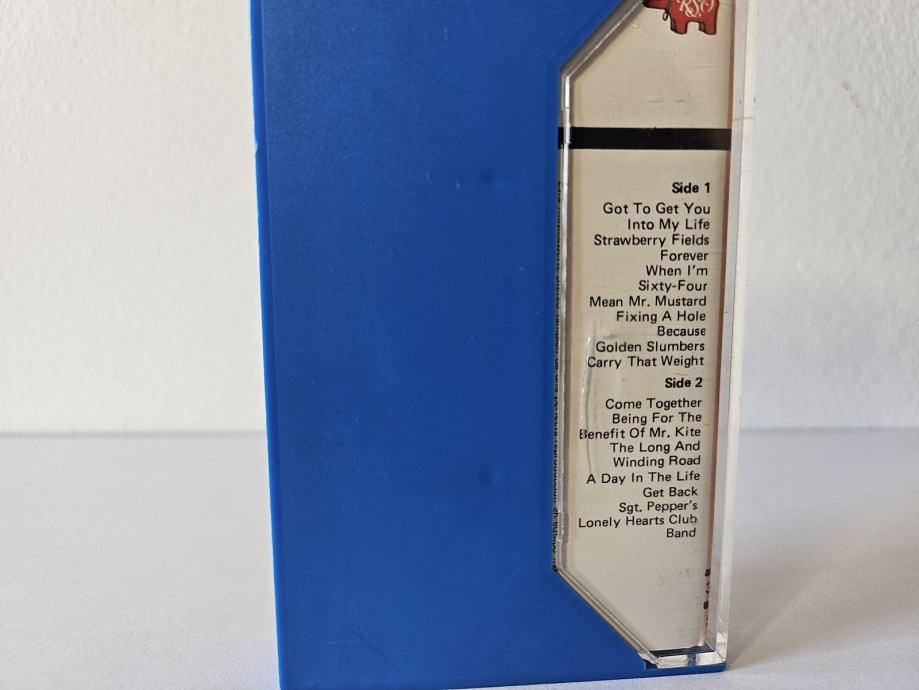 RSO
Side 1
Got To Get You
Into My Life
Strawberry Fields
Forever
When I'm
Sixty-Four
Mean Mr. Mustard
Fixing A Hole
Because
Golden Slumbers
Carry That Weight
Side 2
Come Together
Being For The
Benefit Of Mr. Kite
The Long And
Winding Road
A Day In The Life
Get Back
Sgt. Pepper's
Lonely Hearts Club
Band